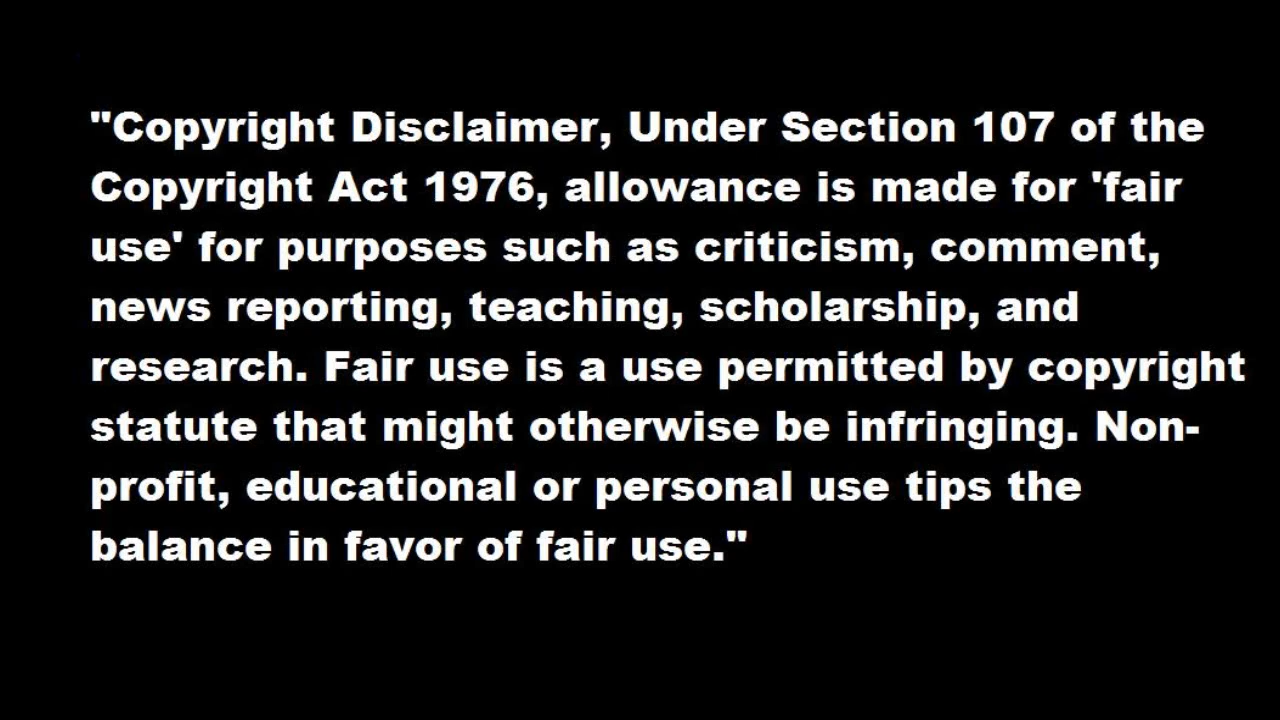 "Copyright Disclaimer, Under Section 107 of the
Copyright Act 1976, allowance is made for 'fair
use' for purposes such as criticism, comment,
news reporting, teaching, scholarship, and
research. Fair use is a use permitted by copyright
statute that might otherwise be infringing. Non-
profit, educational or personal use tips the
balance in favor of fair use."